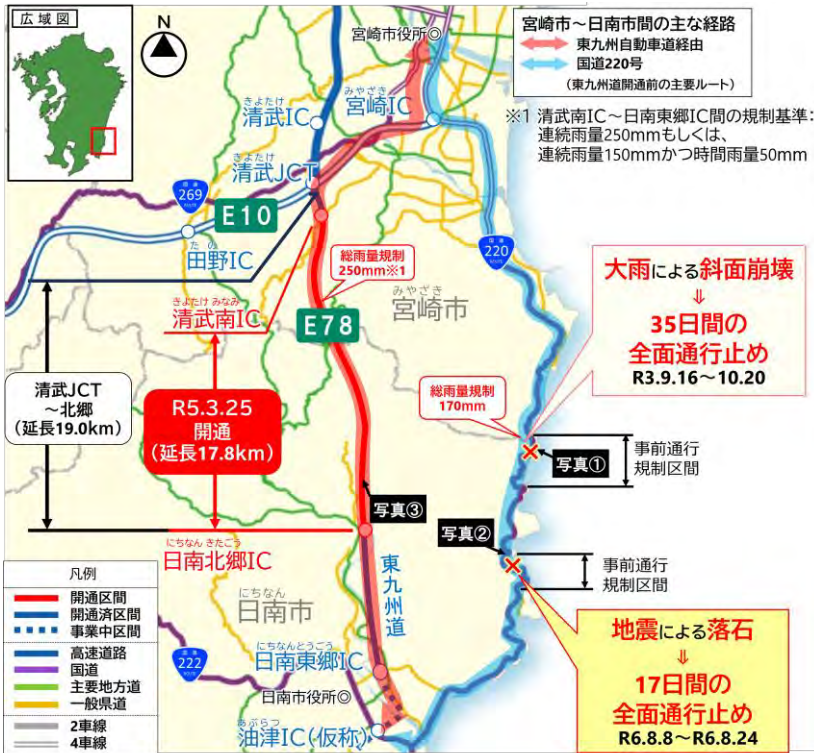 広域図
宮崎市役所◎
宮崎市～日南市間の主な経路
東九州自動車道経由
国道220号
(東九州道開通前の主要ルート)
※1 清武南IC～日南東郷IC間の規制基準:
連続雨量250mmもしくは、
連続雨量150mmかつ時間雨量50mm
きよたけ
清武IC
みやざき
宮崎IC
きよたけ
清武JCT
国道
269
E10
たの
田野IC
国道
220
総雨量規制
250mm※1
みやざき
宮崎市
きよたけ みなみ
清武南IC
E78
大雨による斜面崩壊
⇓
35日間の
全面通行止め
R3.9.16～10.20
清武JCT
～北郷
(延長19.0km)
R5.3.25
開通
(延長17.8km)
総雨量規制
170mm
写真①
事前通行
規制区間
写真③
写真②
事前通行
規制区間
にちなん きたごう
日南北郷IC
東九州道
にちなん
日南市
にちなんとうごう
日南東郷IC
国道
222
日南市役所◎
あぶらつ
油津IC(仮称)
地震による落石
⇓
17日間の
全面通行止め
R6.8.8～R6.8.24
凡例
開通区間
開通済区間
事業中区間
高速道路
国道
主要地方道
一般県道
2車線
4車線